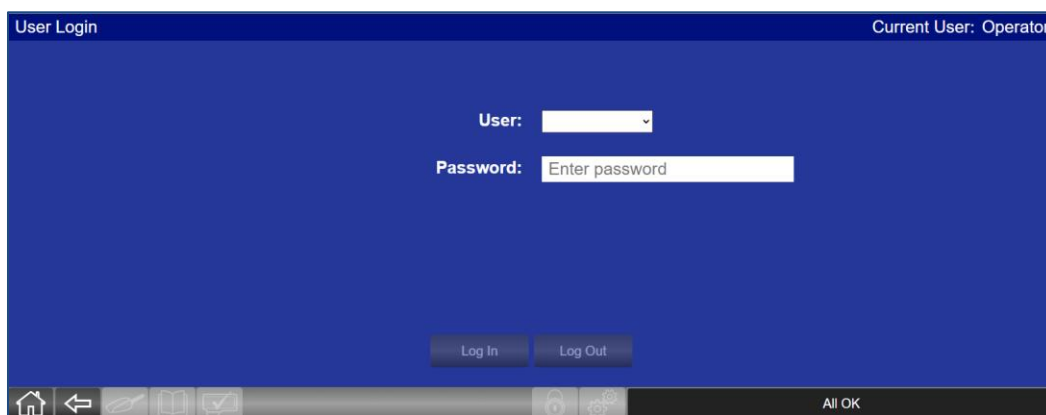 User Login Current User: Operator
User:
Password: Enter password
Log In Log Out
All OK